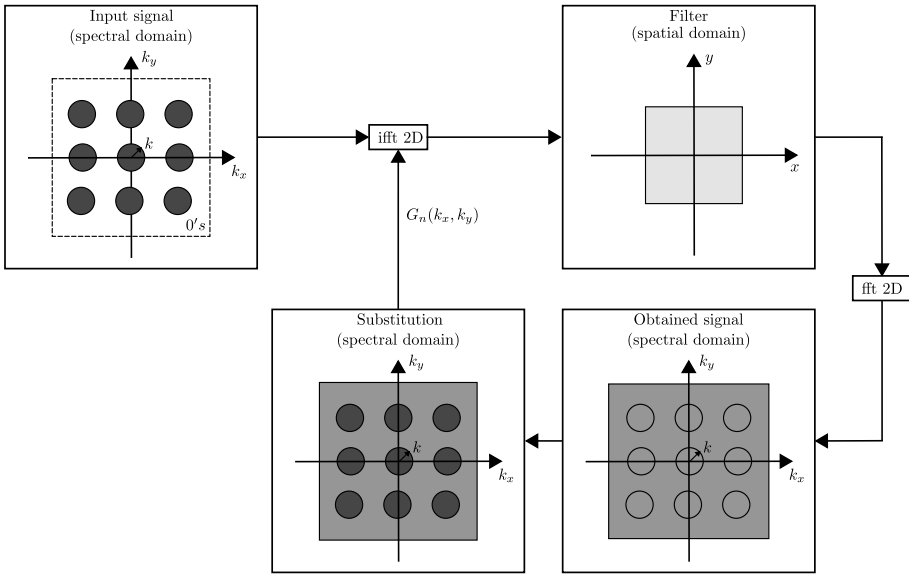 Input signal
(spectral domain)
k_y
k
k_x
0's
ifft 2D
Filter
(spatial domain)
y
x
G_n(k_x, k_y)
fft 2D
Substitution
(spectral domain)
k_y
k
k_x
Obtained signal
(spectral domain)
k_y
k
k_x